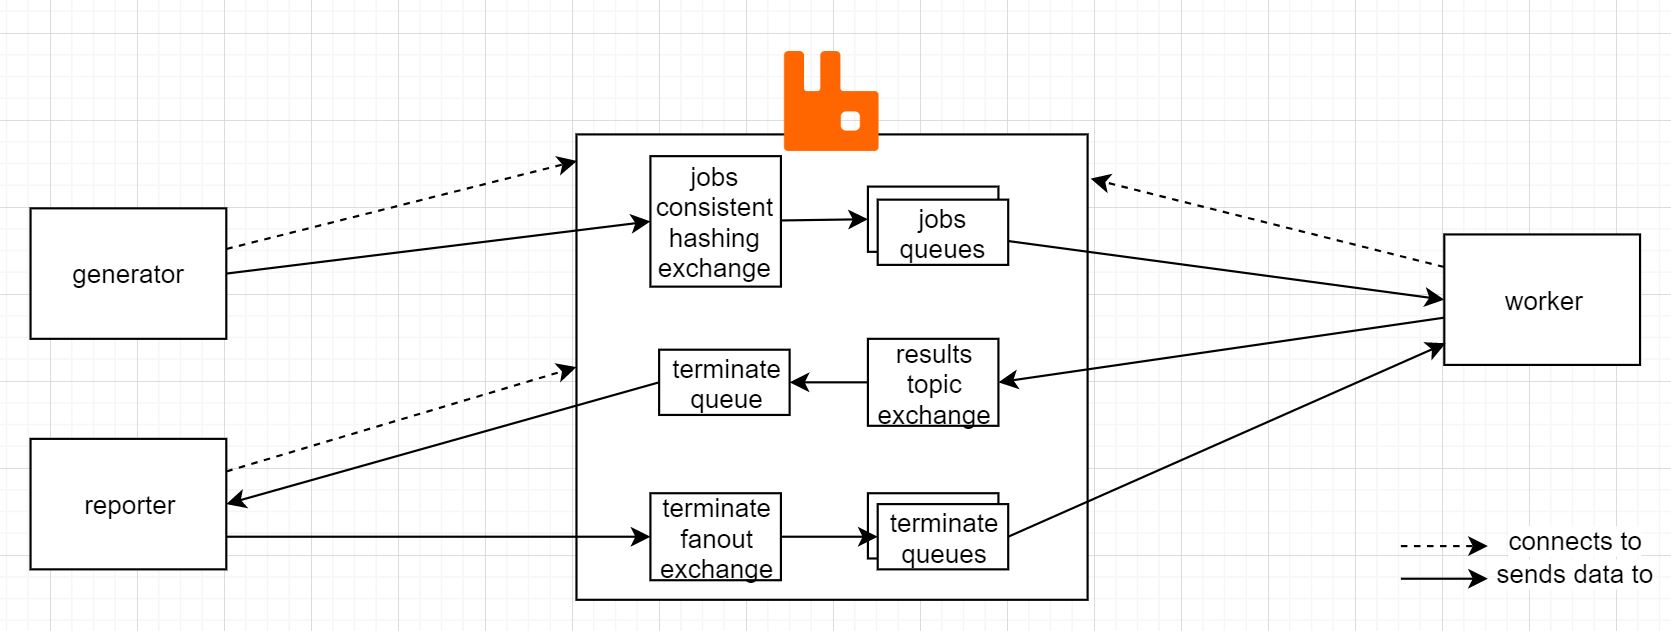 jobs
consistent
hashing
exchange
jobs
queues
generator
worker
terminate
queue
results
topic
exchange
reporter
terminate
fanout
exchange
terminate
queues
connects to
sends data to